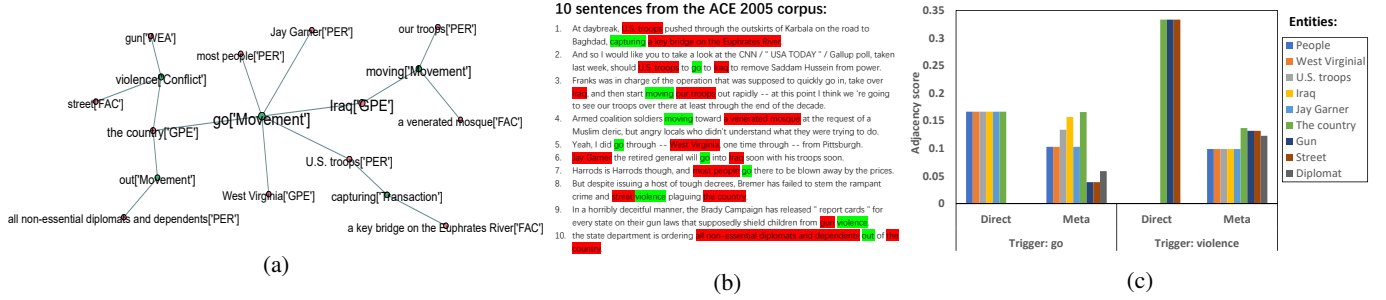 gun['WEA']
most people['PER']
Jay Garner['PER']
our troops['PER']
violence['Conflict']
moving['Movement']
street['FAC']
Iraq['GPE']
go['Movement']
the country['GPE']
a venerated mosque['FAC']
U.S. troops['PER']
out['Movement']
West Virginia['GPE']
capturing['Transaction']
all non-essential diplomats and dependents['PER']
a key bridge on the Euphrates River['FAC']
(a)
10 sentences from the ACE 2005 corpus:
1. At daybreak, U.S. troops pushed through the outskirts of Karbala on the road to
Baghdad, capturing a key bridge on the Euphrates River.
2. And so I would like you to take a look at the CNN / " USA TODAY " / Gallup poll, taken
last week, should U.S. troops to go to Iraq to remove Saddam Hussein from power.
3. Franks was in charge of the operation that was supposed to quickly go in, take over
Iraq, and then start moving our troops out rapidly -- at this point I think we 're going
to see our troops over there at least through the end of the decade.
4. Armed coalition soldiers moving toward a venerated mosque at the request of a
Muslim cleric, but angry locals who didn't understand what they were trying to do.
5. Yeah, I did go through -- West Virginia, one time through -- from Pittsburgh.
6. Jay Garner the retired general will go into Iraq soon with his troops soon.
7. Harrods is Harrods though, and most people go there to be blown away by the prices.
8. But despite issuing a host of tough decrees, Bremer has failed to stem the rampant
crime and street violence plaguing the country.
9. In a horribly deceitful manner, the Brady Campaign has released " report cards " for
every state on their gun laws that supposedly shield children from gun violence
10. the state department is ordering all non-essential diplomats and dependents out of the
country.
(b)
Adjacency score
0.35
0.3
0.25
0.2
0.15
0.1
0.05
0
Direct Meta Direct Meta
Trigger: go Trigger: violence
Entities:
People
West Virginial
U.S. troops
Iraq
Jay Garner
The country
Gun
Street
Diplomat
(c)